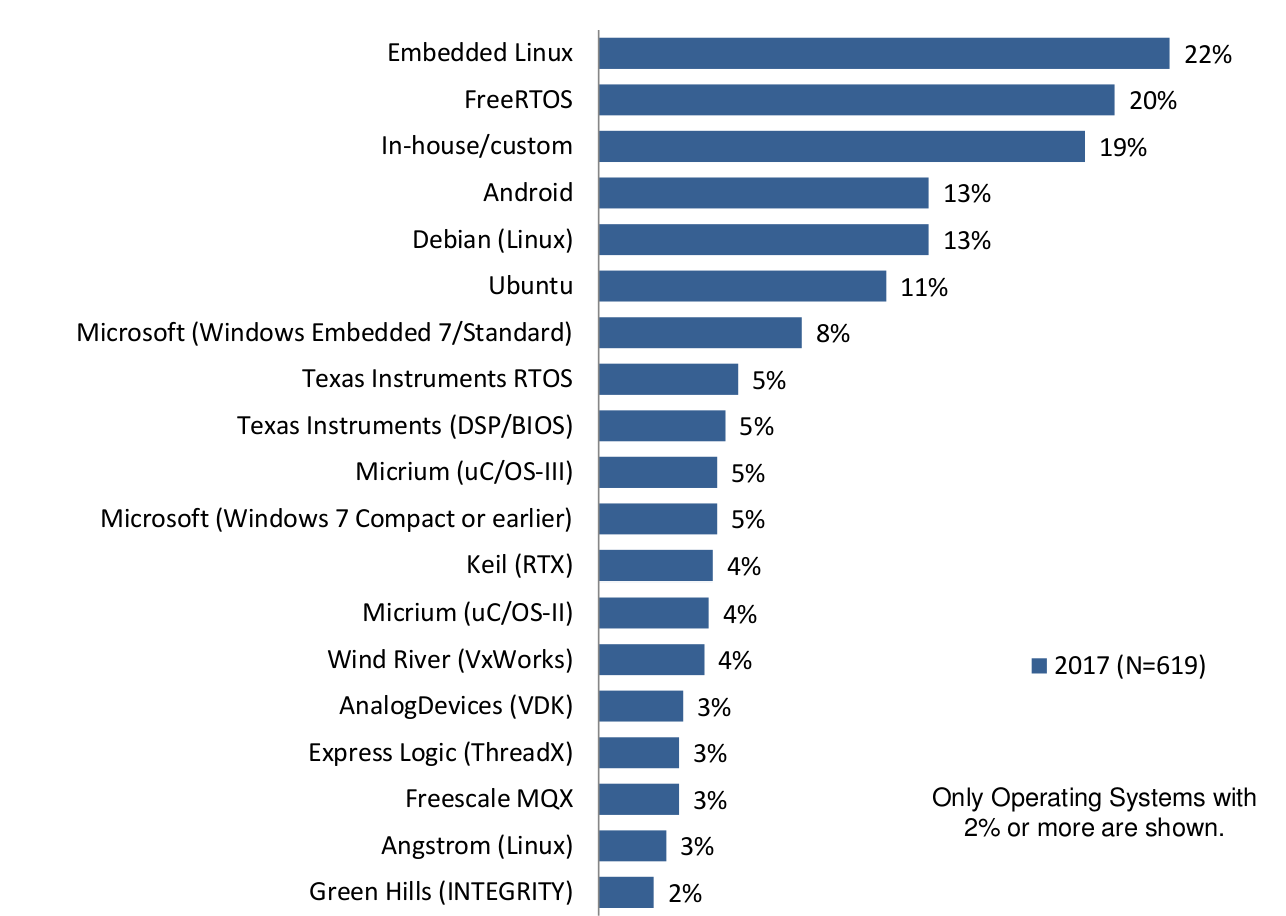 Embedded Linux 22%
FreeRTOS 20%
In-house/custom 19%
Android 13%
Debian (Linux) 13%
Ubuntu 11%
Microsoft (Windows Embedded 7/Standard) 8%
Texas Instruments RTOS 5%
Texas Instruments (DSP/BIOS) 5%
Micrium (uC/OS-III) 5%
Microsoft (Windows 7 Compact or earlier) 5%
Keil (RTX) 4%
Micrium (uC/OS-II) 4%
Wind River (VxWorks) 4%
2017 (N=619)
AnalogDevices (VDK) 3%
Express Logic (ThreadX) 3%
Freescale MQX 3%
Only Operating Systems with
2% or more are shown.
Angstrom (Linux) 3%
Green Hills (INTEGRITY) 2%